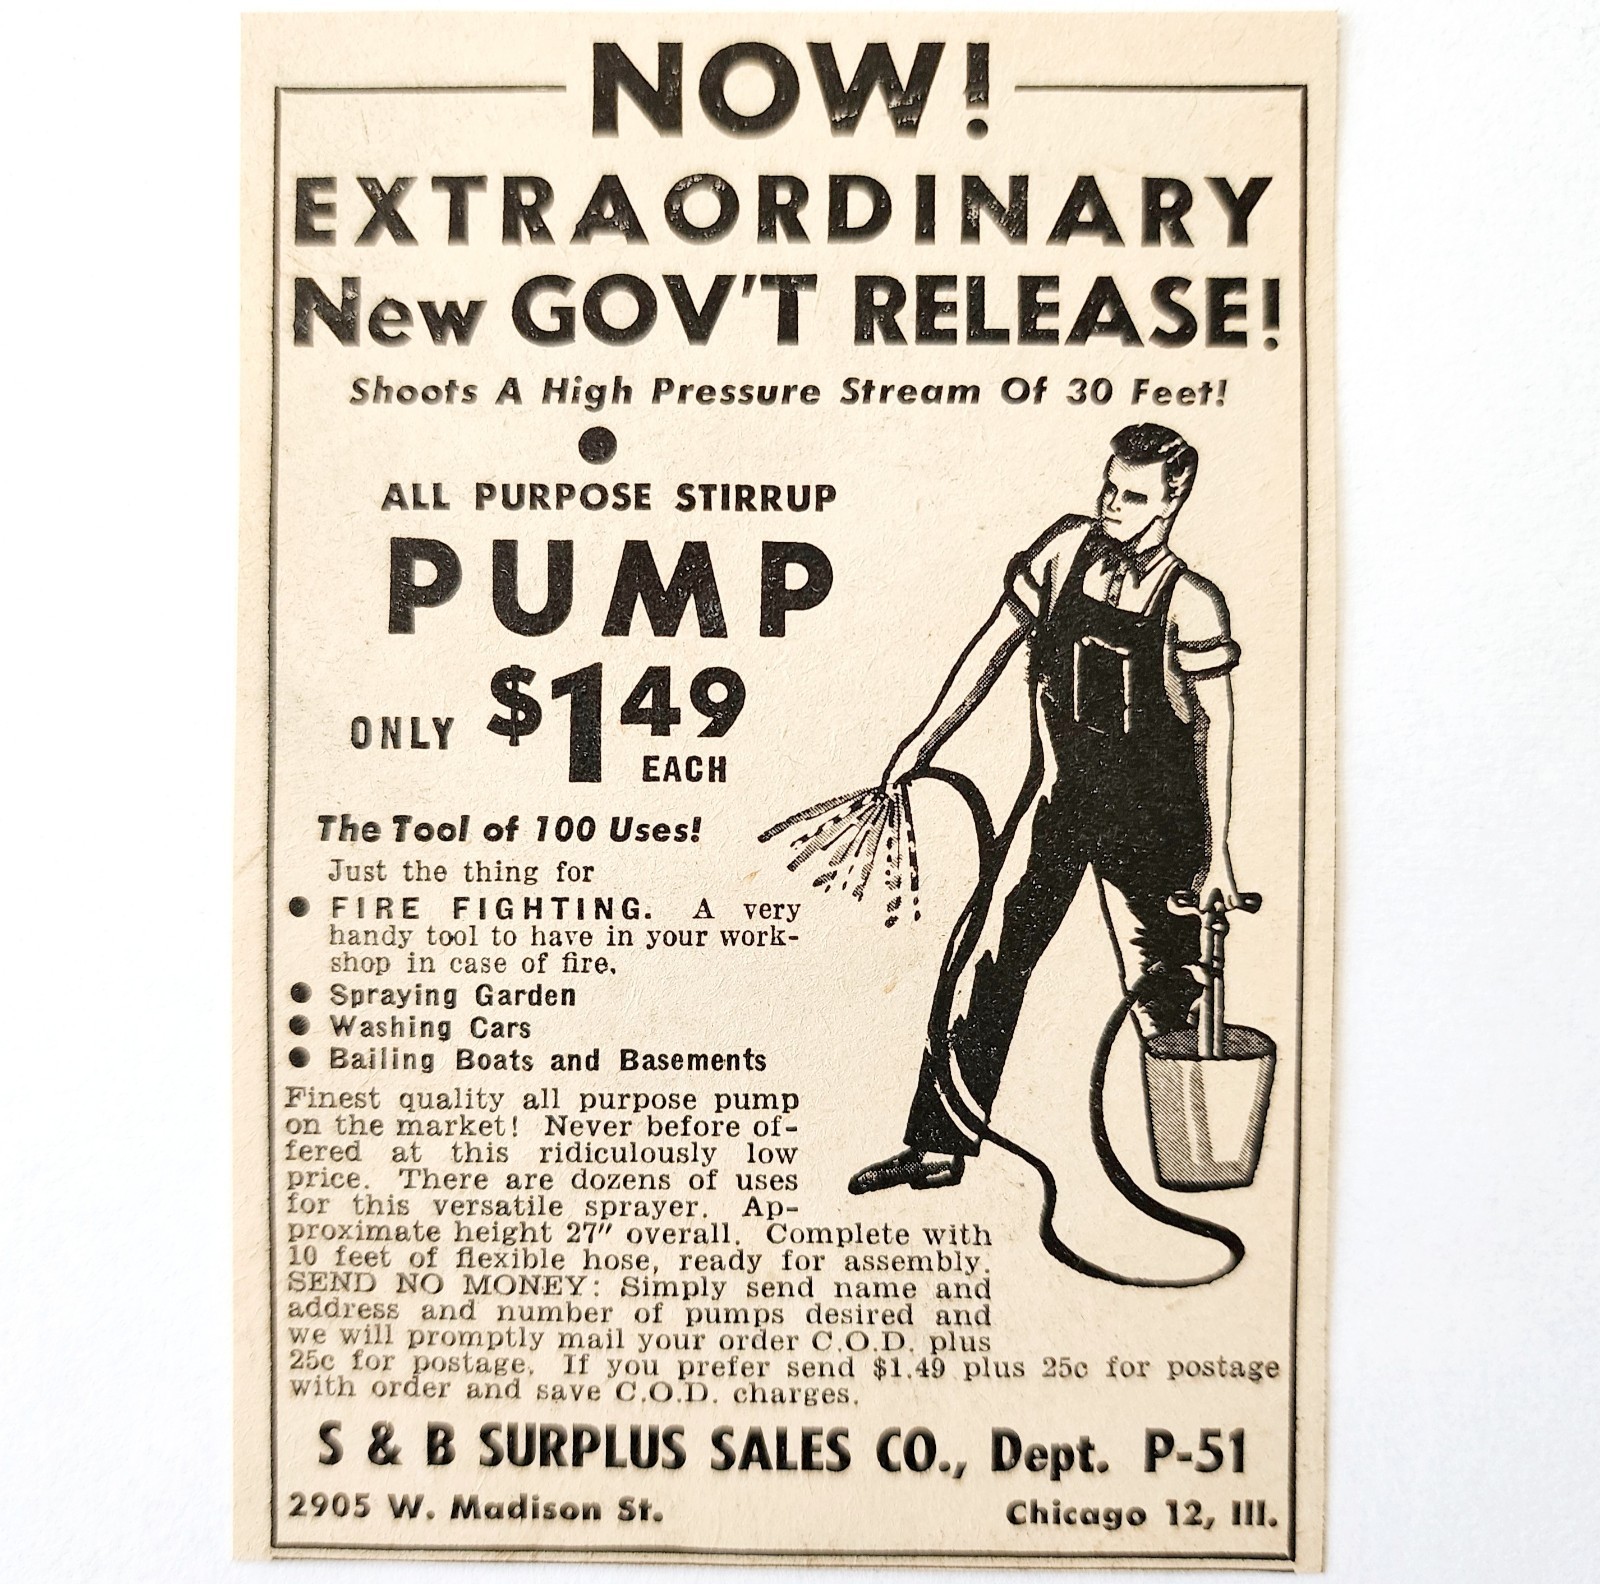 NOW!
EXTRAORDINARY
New GOV'T RELEASE!
Shoots A High Pressure Stream Of 30 Feet!
ALL PURPOSE STIRRUP
PUMP
ONLY $1.49 EACH
The Tool of 100 Uses!
Just the thing for
● FIRE FIGHTING. A very
handy tool to have in your work-
shop in case of fire.
● Spraying Garden
● Washing Cars
● Bailing Boats and Basements
Finest quality all purpose pump
on the market! Never before of-
fered at this ridiculously low
price. There are dozens of uses
for this versatile sprayer. Ap-
proximate height 27" overall. Complete with
10 feet of flexible hose, ready for assembly.
SEND NO MONEY: Simply send name and
address and number of pumps desired and
we will promptly mail your order C.O.D. plus
25c for postage. If you prefer send $1.49 plus 25c for postage
with order and save C.O.D. charges.
S & B SURPLUS SALES CO., Dept. P-51
2905 W. Madison St. Chicago 12, Ill.